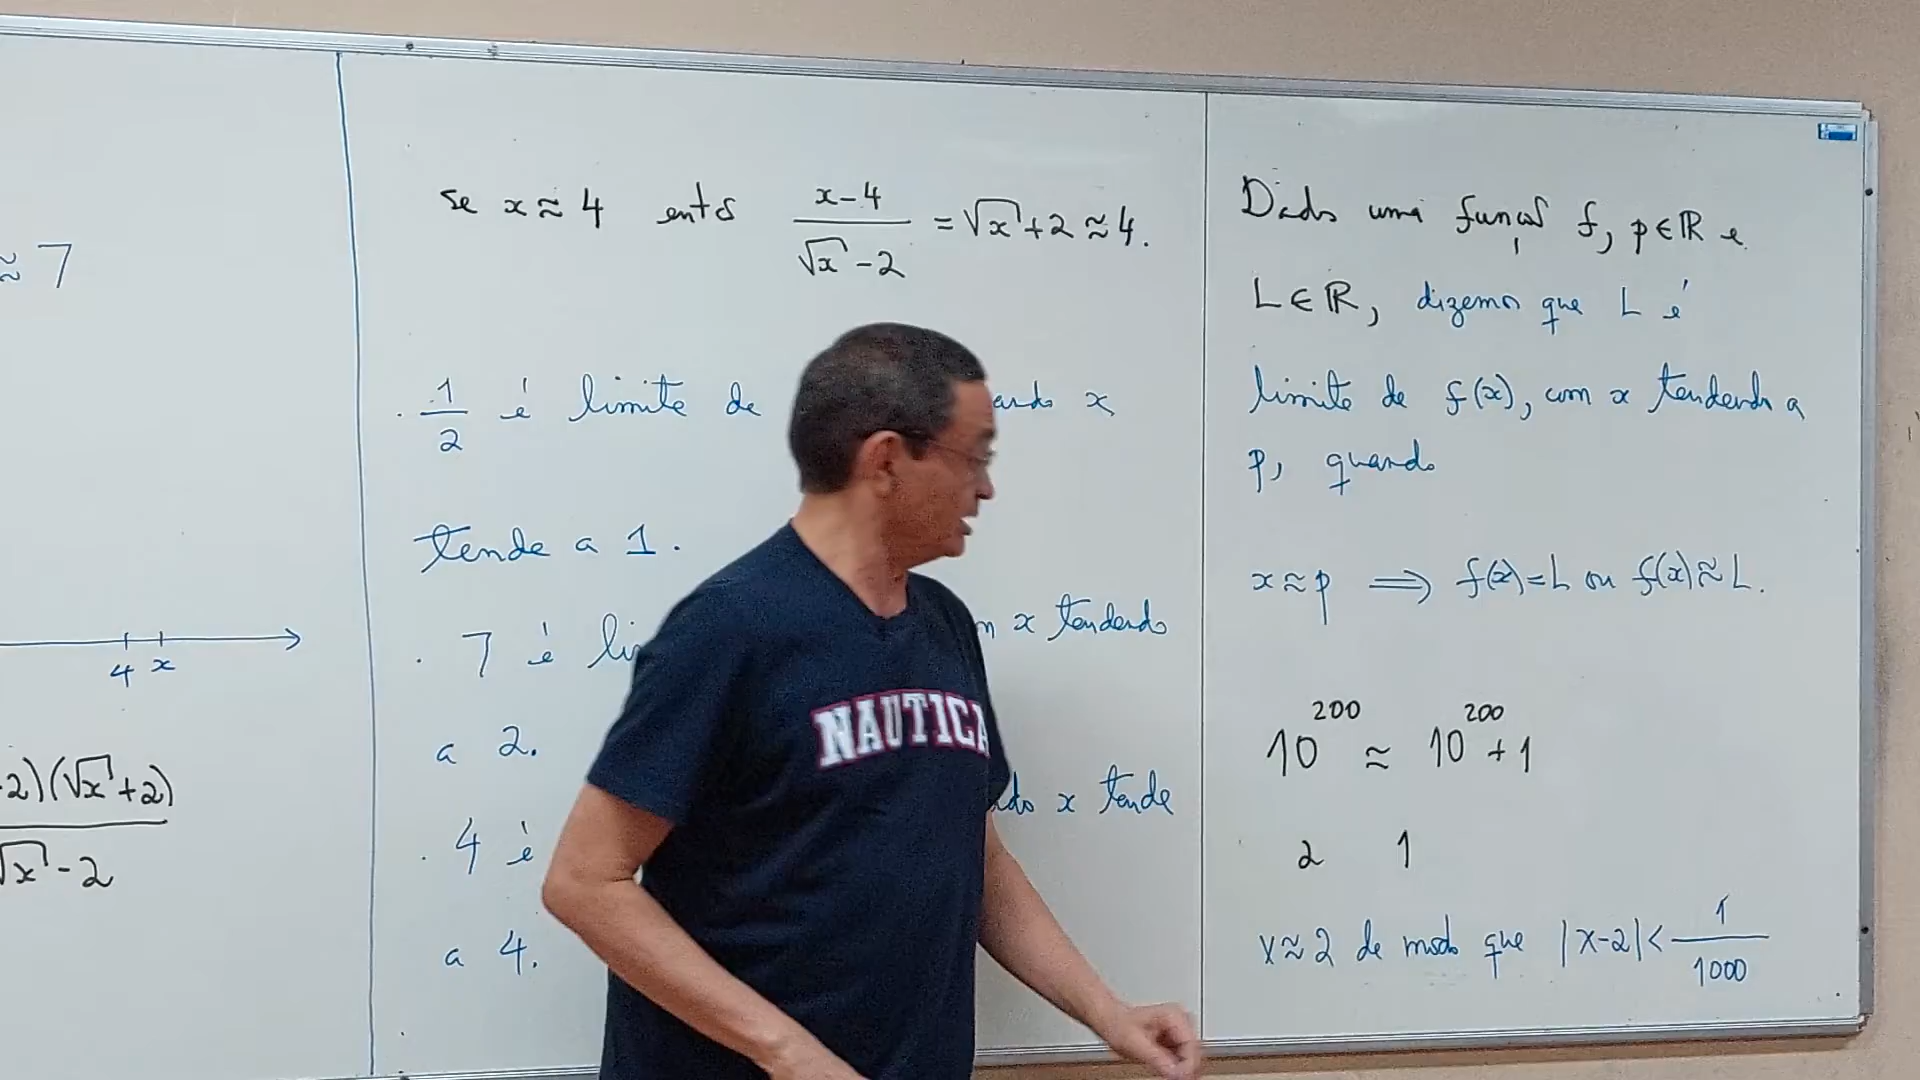 ≈ 7
4 x
2)(√x + 2)
√x - 2
se x ≈ 4 então (x-4)/(√x - 2) = √x + 2 ≈ 4.
. 1/2 é limite de ando x
tende a 1.
. 7 é x tendendo
a 2.
. 4 é x tende
a 4.
NAUTICA
Dado uma função f, p ∈ ℝ e
L ∈ ℝ, dizemos que L é
limite de f(x), com x tendendo a
p, quando
x ≈ p ⟹ f(x) = L ou f(x) ≈ L.
10^200 ≈ 10^200 + 1
2 1
x ≈ 2 de modo que |x-2| < 1/1000